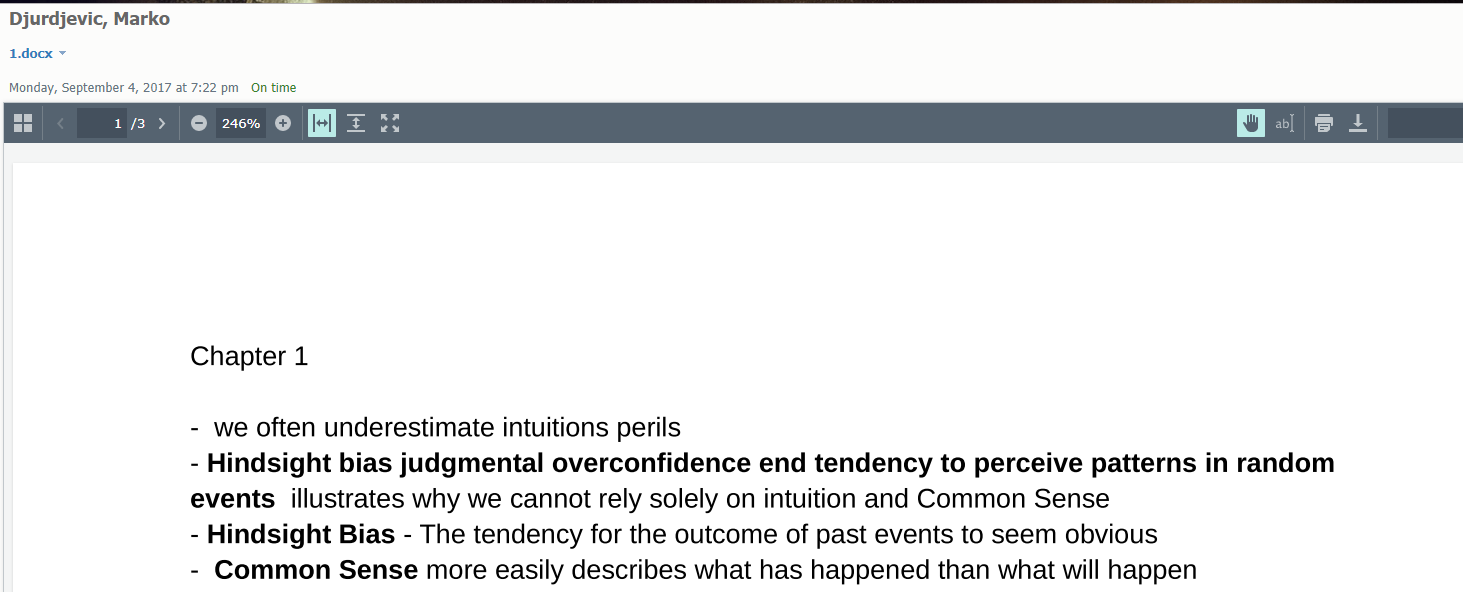 Djurdjevic, Marko
1.docx
Monday, September 4, 2017 at 7:22 pm On time
1 /3 246% ab
Chapter 1
- we often underestimate intuitions perils
- Hindsight bias judgmental overconfidence end tendency to perceive patterns in random
events illustrates why we cannot rely solely on intuition and Common Sense
- Hindsight Bias - The tendency for the outcome of past events to seem obvious
- Common Sense more easily describes what has happened than what will happen